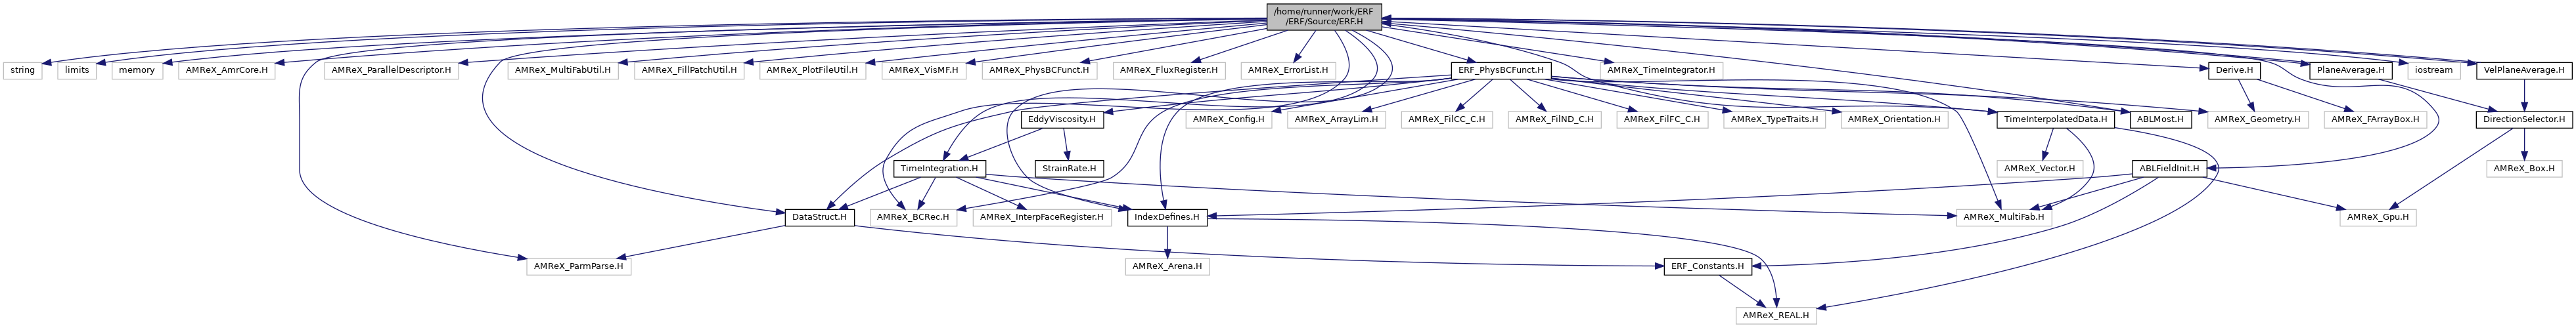 /home/runner/work/ERF
/ERF/Source/ERF.H
string
limits
memory
AMReX_AmrCore.H
AMReX_ParallelDescriptor.H
AMReX_MultiFabUtil.H
AMReX_FillPatchUtil.H
AMReX_PlotFileUtil.H
AMReX_VisMF.H
AMReX_PhysBCFunct.H
AMReX_FluxRegister.H
AMReX_ErrorList.H
ERF_PhysBCFunct.H
AMReX_TimeIntegrator.H
Derive.H
PlaneAverage.H
iostream
VelPlaneAverage.H
EddyViscosity.H
AMReX_Config.H
AMReX_ArrayLim.H
AMReX_FilCC_C.H
AMReX_FilND_C.H
AMReX_FilFC_C.H
AMReX_TypeTraits.H
AMReX_Orientation.H
TimeInterpolatedData.H
ABLMost.H
AMReX_Geometry.H
AMReX_FArrayBox.H
DirectionSelector.H
TimeIntegration.H
StrainRate.H
AMReX_Vector.H
ABLFieldInit.H
AMReX_Box.H
DataStruct.H
AMReX_BCRec.H
AMReX_InterpFaceRegister.H
IndexDefines.H
AMReX_MultiFab.H
AMReX_Gpu.H
AMReX_ParmParse.H
AMReX_Arena.H
ERF_Constants.H
AMReX_REAL.H